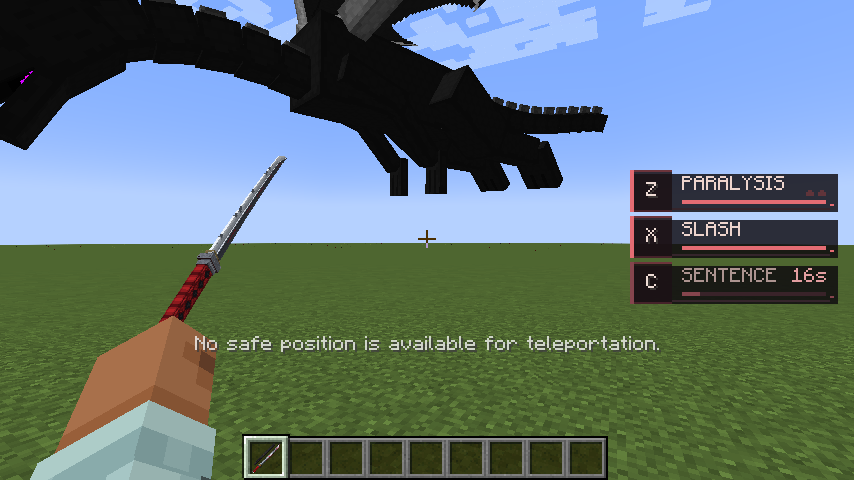 Z PARALYSIS
X SLASH
C SENTENCE 16s
No safe position is available for teleportation.